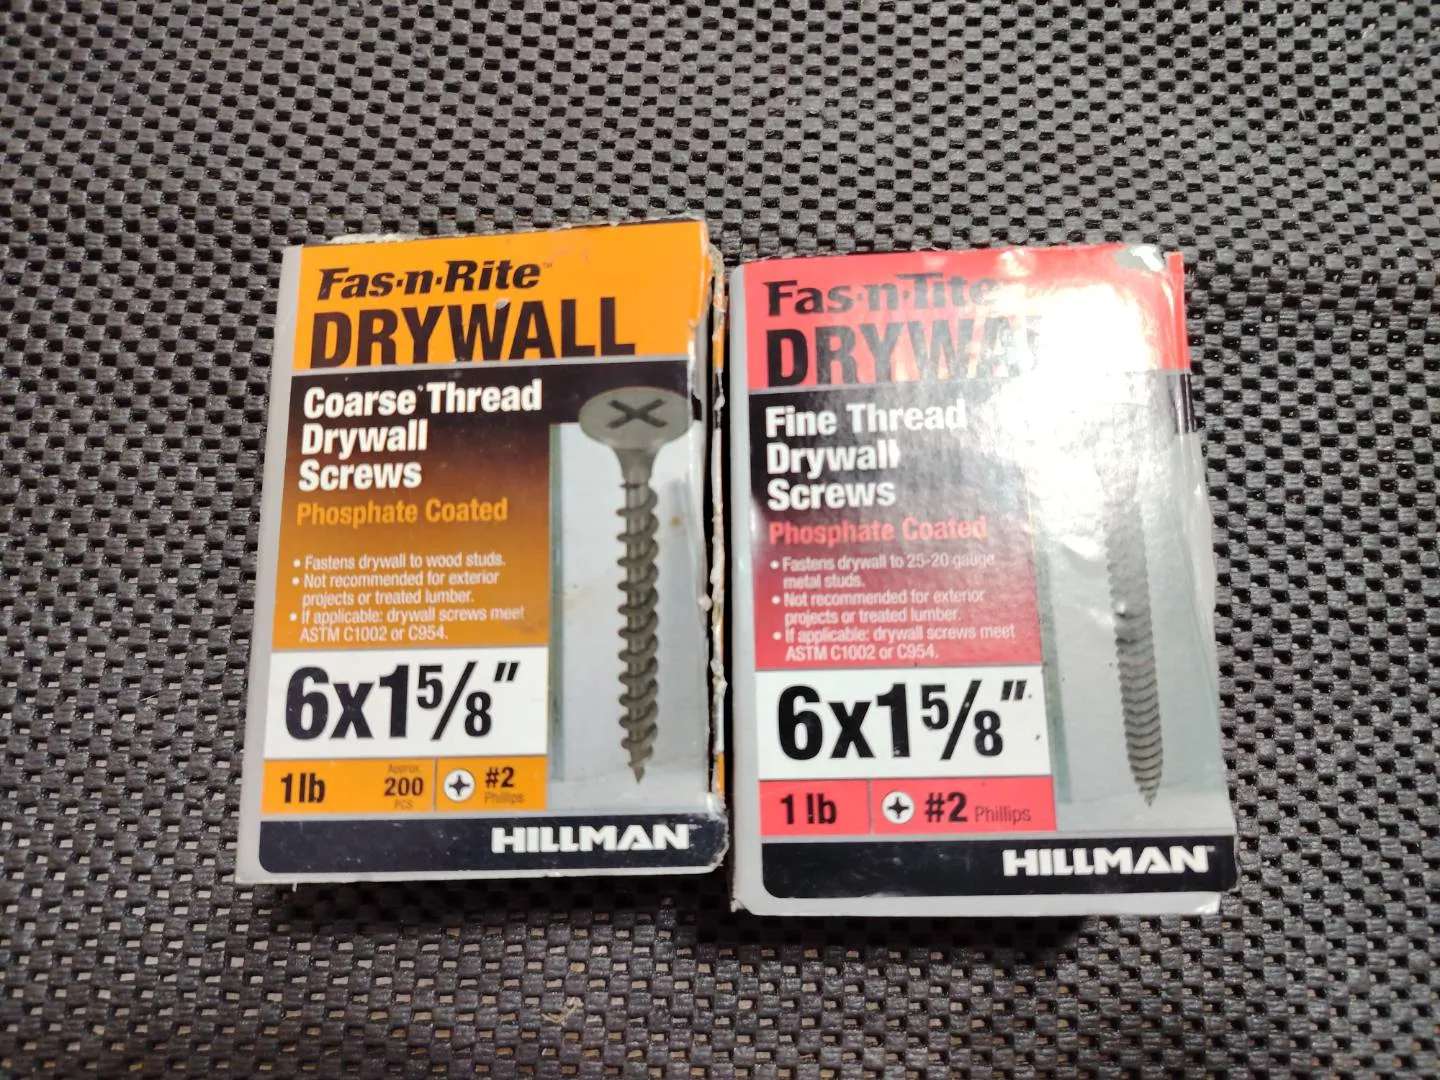 Fas·n·Rite™
DRYWALL
Coarse Thread
Drywall
Screws
Phosphate Coated
• Fastens drywall to wood studs.
• Not recommended for exterior
projects or treated lumber.
• If applicable: drywall screws meet
ASTM C1002 or C954.
6x1 5/8"
1 lb
Approx.
200
PCS
#2
Phillips
HILLMAN
Fas·n·Tite
Fine Thread
Drywall
Screws
Phosphate Coated
• Fastens drywall to 25-20 gauge
metal studs.
• Not recommended for exterior
projects or treated lumber.
• If applicable: drywall screws meet
ASTM C1002 or C954.
6x1 5/8"
1 lb
#2 Phillips
HILLMAN